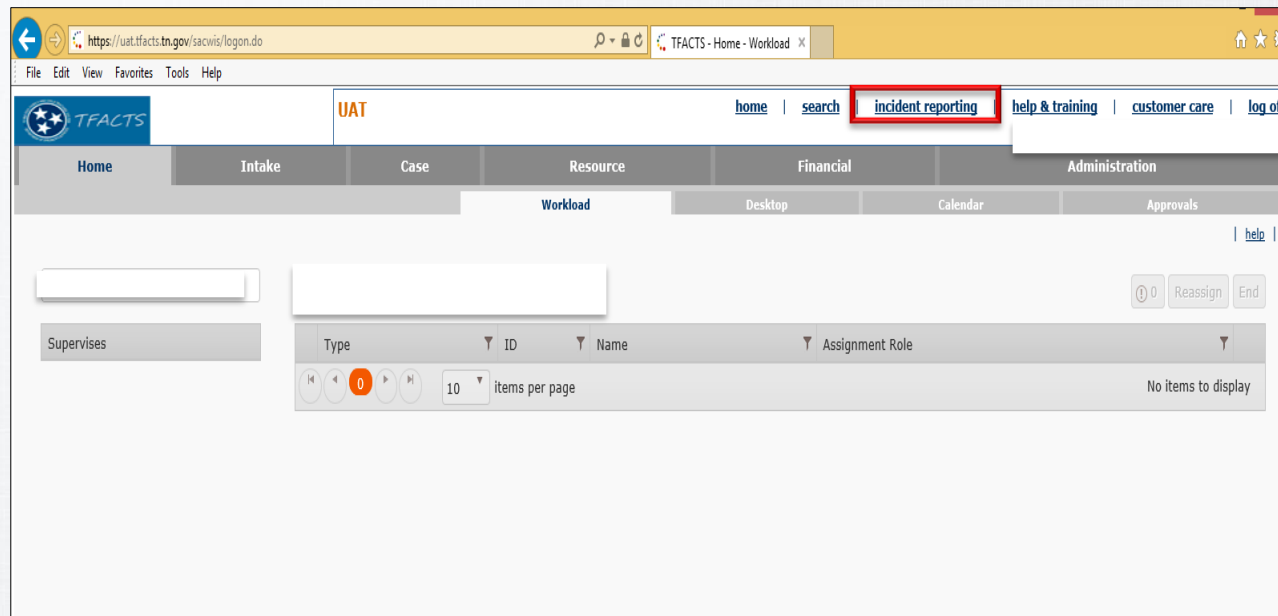 https://uat.tfacts.tn.gov/sacwis/logon.do TFACTS - Home - Workload
File Edit View Favorites Tools Help
TFACTS UAT home | search | incident reporting | help & training | customer care |
Home Intake Case Resource Financial Administration
Workload Desktop Calendar Approvals
| help |
0 Reassign End
Supervises Type ID Name Assignment Role
0 10 items per page No items to display